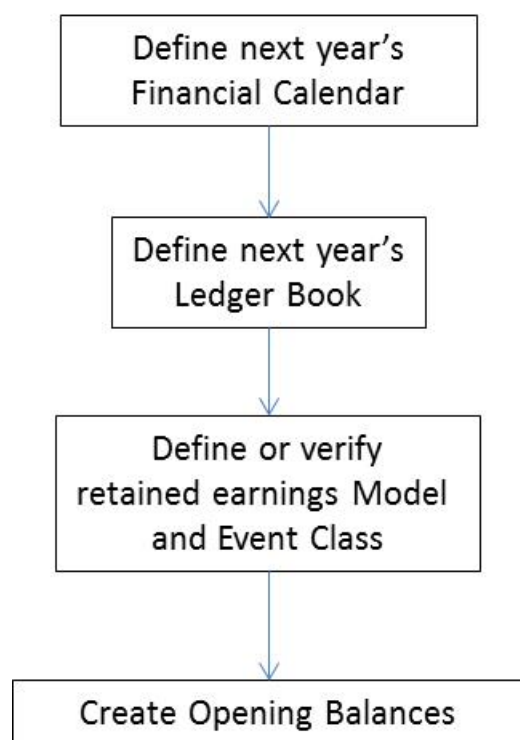 Define next year’s
Financial Calendar
Define next year’s
Ledger Book
Define or verify
retained earnings Model
and Event Class
Create Opening Balances